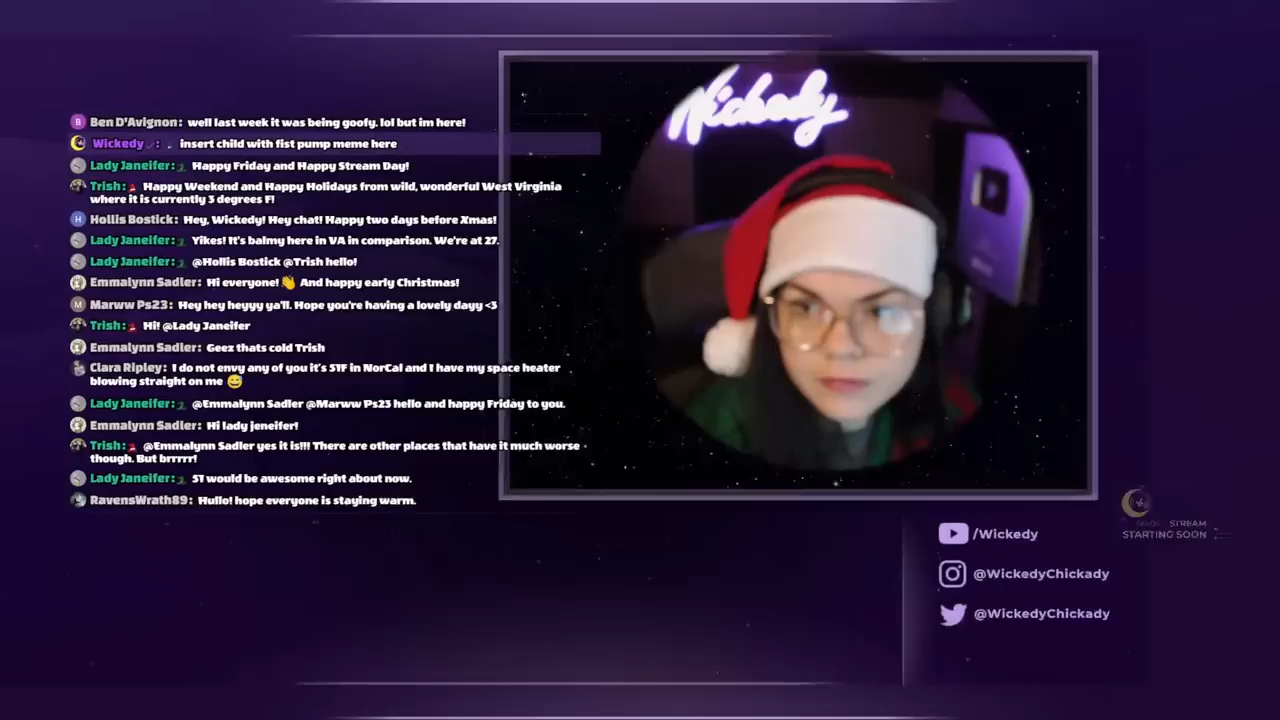 Wickedy
Ben D'Avignon: well last week it was being goofy. lol but im here!
Wickedy: insert child with fist pump meme here
Lady Janeifer: Happy Friday and Happy Stream Day!
Trish: Happy Weekend and Happy Holidays from wild, wonderful West Virginia
where it is currently 3 degrees F!
Hollis Bostick: Hey, Wickedy! Hey chat! Happy two days before Xmas!
Lady Janeifer: Yikes! It's balmy here in VA in comparison. We're at 27.
Lady Janeifer: @Hollis Bostick @Trish hello!
Emmalynn Sadler: Hi everyone! 👋 And happy early Christmas!
Marww Ps23: Hey hey heyyy ya'll. Hope you're having a lovely dayy <3
Trish: Hi! @Lady Janeifer
Emmalynn Sadler: Geez thats cold Trish
Clara Ripley: I do not envy any of you it's 51F in NorCal and I have my space heater
blowing straight on me 😅
Lady Janeifer: @Emmalynn Sadler @Marww Ps23 hello and happy Friday to you.
Emmalynn Sadler: Hi lady jeneifer!
Trish: @Emmalynn Sadler yes it is!!! There are other places that have it much worse
though. But brrrrr!
Lady Janeifer: 51 would be awesome right about now.
RavensWrath89: Hullo! hope everyone is staying warm.
STREAM
STARTING SOON
/Wickedy
@WickedyChickady
@WickedyChickady